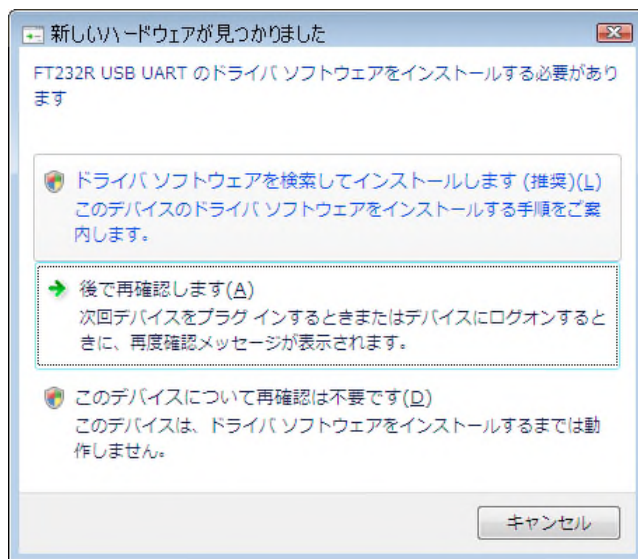 新しいハードウェアが見つかりました
FT232R USB UART のドライバ ソフトウェアをインストールする必要があり
ます
ドライバ ソフトウェアを検索してインストールします (推奨)(L)
このデバイスのドライバ ソフトウェアをインストールする手順をご案
内します。
後で再確認します(A)
次回デバイスをプラグ インするときまたはデバイスにログオンすると
きに、再度確認メッセージが表示されます。
このデバイスについて再確認は不要です(D)
このデバイスは、ドライバ ソフトウェアをインストールするまでは動
作しません。
キャンセル